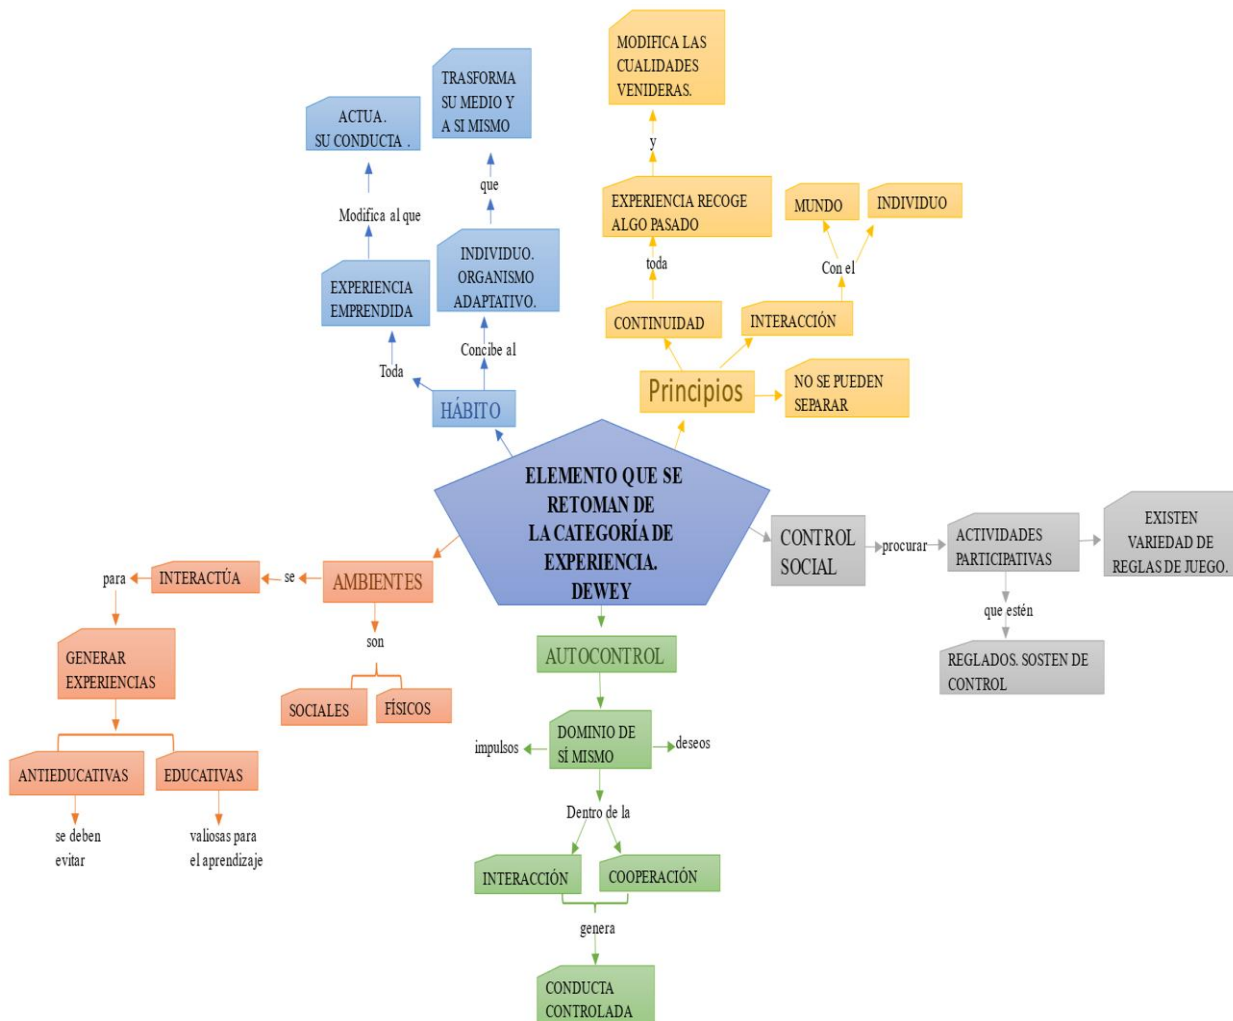 MODIFICA LAS
CUALIDADES
VENIDERAS.
TRASFORMA
SU MEDIO Y
A SI MISMO
ACTUA.
SU CONDUCTA .
y
que
EXPERIENCIA RECOGE
ALGO PASADO
MUNDO
INDIVIDUO
Modifica al que
INDIVIDUO.
ORGANISMO
ADAPTATIVO.
EXPERIENCIA
EMPRENDIDA
toda
Con el
CONTINUIDAD
INTERACCIÓN
Concibe al
Toda
HÁBITO
Principios
NO SE PUEDEN
SEPARAR
ELEMENTO QUE SE
RETOMAN DE
LA CATEGORÍA DE
EXPERIENCIA.
DEWEY
CONTROL
SOCIAL
procurar
ACTIVIDADES
PARTICIPATIVAS
EXISTEN
VARIEDAD DE
REGLAS DE JUEGO.
que estén
REGLADOS. SOSTEN DE
CONTROL
AMBIENTES
se
INTERACTÚA
para
son
GENERAR
EXPERIENCIAS
SOCIALES
FÍSICOS
ANTIEDUCATIVAS
EDUCATIVAS
se deben
evitar
valiosas para
el aprendizaje
AUTOCONTROL
DOMINIO DE
SÍ MISMO
impulsos
deseos
Dentro de la
INTERACCIÓN
COOPERACIÓN
genera
CONDUCTA
CONTROLADA